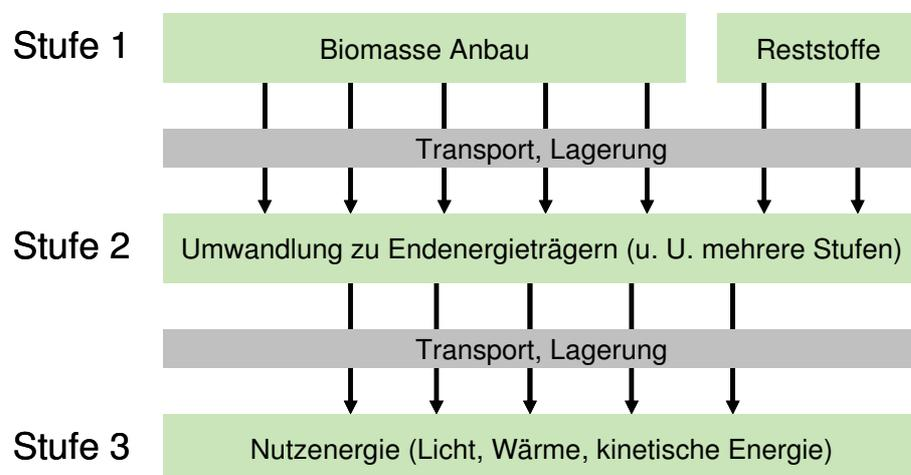 Stufe 1
Biomasse Anbau
Reststoffe
Transport, Lagerung
Stufe 2
Umwandlung zu Endenergieträgern (u. U. mehrere Stufen)
Transport, Lagerung
Stufe 3
Nutzenergie (Licht, Wärme, kinetische Energie)